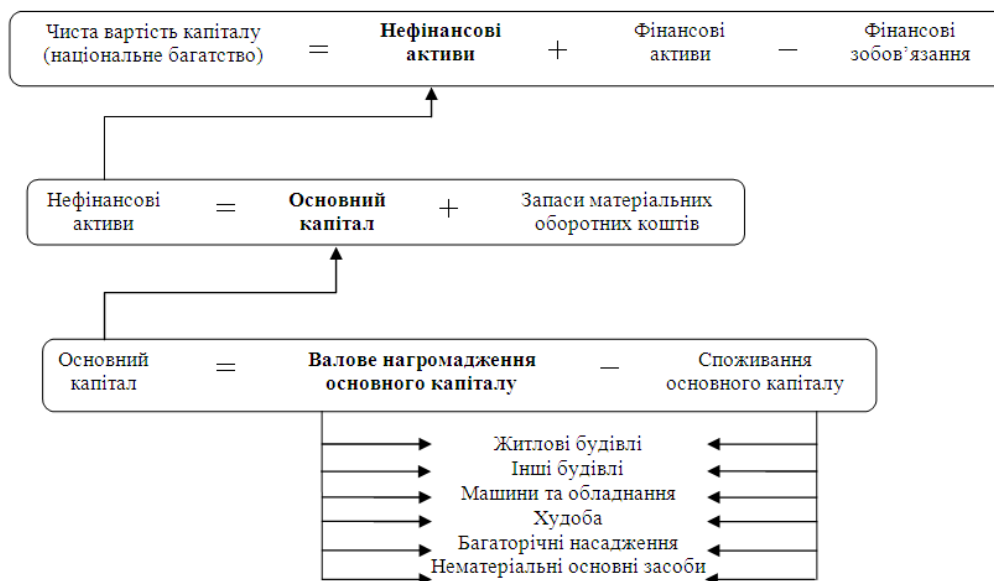 Чиста вартість капіталу = Нефінансові + Фінансові − Фінансові
(національне багатство) активи активи зобов’язання
Нефінансові = Основний + Запаси матеріальних
активи капітал оборотних коштів
Основний = Валове нагромадження − Споживання
капітал основного капіталу основного капіталу
Житлові будівлі
Інші будівлі
Машини та обладнання
Худоба
Багаторічні насадження
Нематеріальні основні засоби